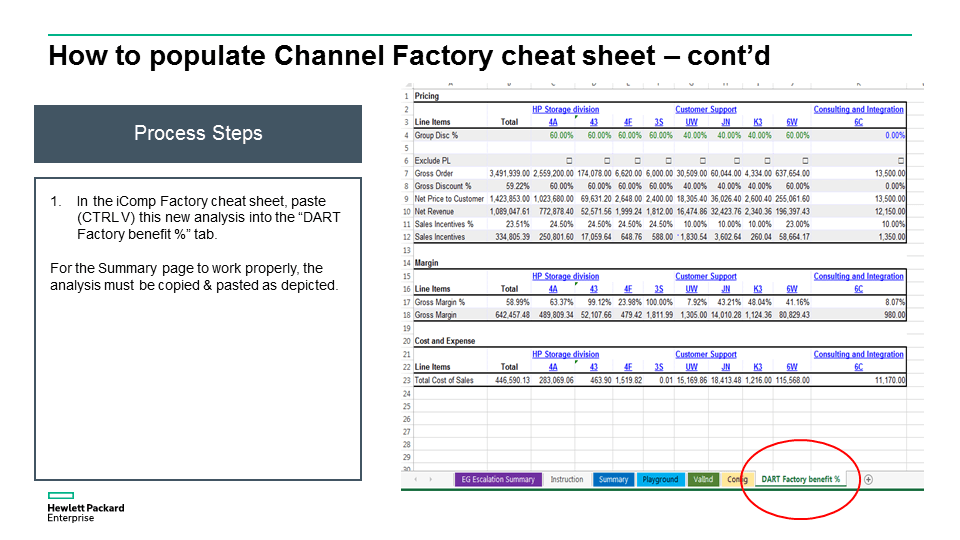 How to populate Channel Factory cheat sheet – cont’d
Process Steps
1. In the iComp Factory cheat sheet, paste
(CTRL V) this new analysis into the “DART
Factory benefit %” tab.
For the Summary page to work properly, the
analysis must be copied & pasted as depicted.
1 Pricing
2 HP Storage division Customer Support Consulting and Integration
3 Line Items Total 4A 43 4F 3S UW JN K3 6W 6C
4 Group Disc % 60.00% 60.00% 60.00% 60.00% 40.00% 40.00% 40.00% 60.00% 0.00%
5
6 Exclude PL
7 Gross Order 3,491,939.00 2,559,200.00 174,078.00 6,620.00 6,000.00 30,509.00 60,044.00 4,334.00 637,654.00 13,500.00
8 Gross Discount % 59.22% 60.00% 60.00% 60.00% 60.00% 40.00% 40.00% 40.00% 60.00% 0.00%
9 Net Price to Customer 1,423,853.00 1,023,680.00 69,631.20 2,648.00 2,400.00 18,305.40 36,026.40 2,600.40 255,061.60 13,500.00
10 Net Revenue 1,089,047.61 772,878.40 52,571.56 1,999.24 1,812.00 16,474.86 32,423.76 2,340.36 196,397.43 12,150.00
11 Sales Incentives % 23.51% 24.50% 24.50% 24.50% 24.50% 10.00% 10.00% 10.00% 23.00% 10.00%
12 Sales Incentives 334,805.39 250,801.60 17,059.64 648.76 588.00 1,830.54 3,602.64 260.04 58,664.17 1,350.00
13
14 Margin
15 HP Storage division Customer Support Consulting and Integration
16 Line Items Total 4A 43 4F 3S UW JN K3 6W 6C
17 Gross Margin % 58.99% 63.37% 99.12% 23.98% 100.00% 7.92% 43.21% 48.04% 41.16% 8.07%
18 Gross Margin 642,457.48 489,809.34 52,107.66 479.42 1,811.99 1,305.00 14,010.28 1,124.36 80,829.43 980.00
19
20 Cost and Expense
21 HP Storage division Customer Support Consulting and Integration
22 Line Items Total 4A 43 4F 3S UW JN K3 6W 6C
23 Total Cost of Sales 446,590.13 283,069.06 463.90 1,519.82 0.01 15,169.86 18,413.48 1,216.00 115,568.00 11,170.00
24
25
26
27
28
29
30
EG Escalation Summary Instruction Summary Playground ValInd Config DART Factory benefit %
Hewlett Packard
Enterprise